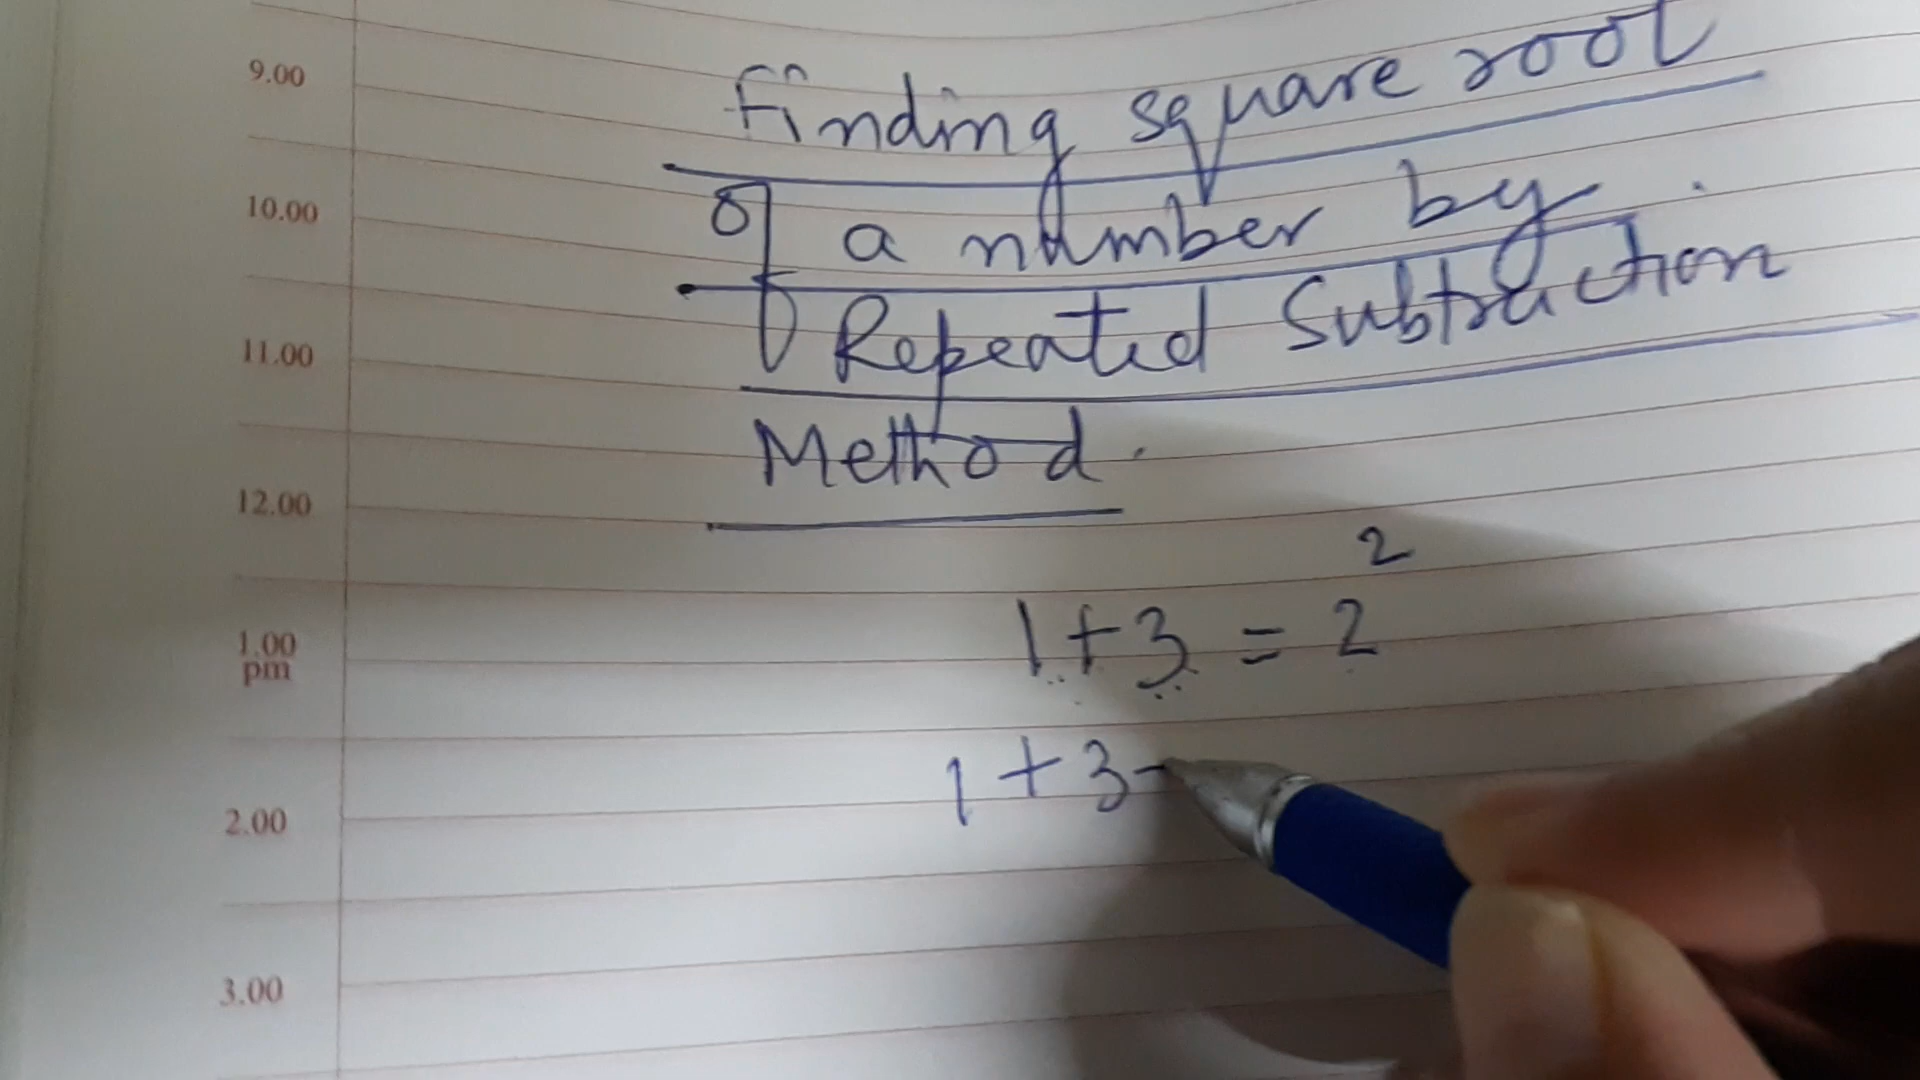 9.00
Finding square root
10.00
of a number by
11.00
Repeated Subtraction
Method.
12.00
1+3 = 2²
1.00
pm
1+3-
2.00
3.00